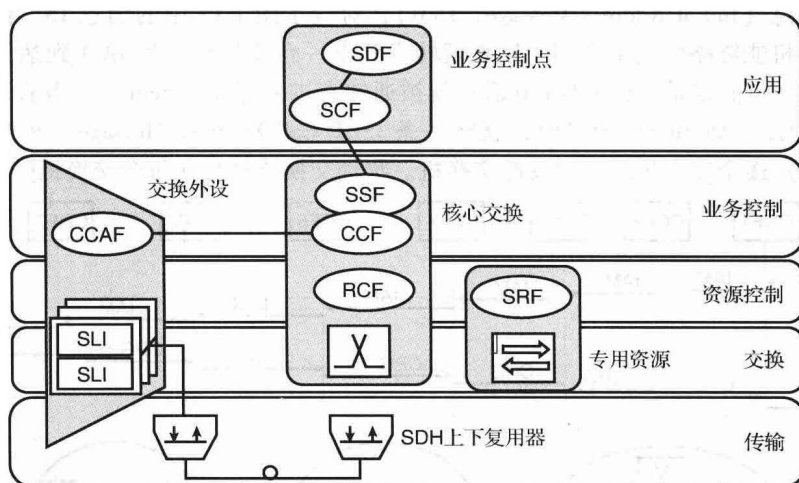 SDF
业务控制点
应用
SCF
交换外设
SSF
核心交换
业务控制
CCAF
CCF
RCF
SRF
资源控制
SLI
SLI
专用资源
交换
SDH上下复用器
传输